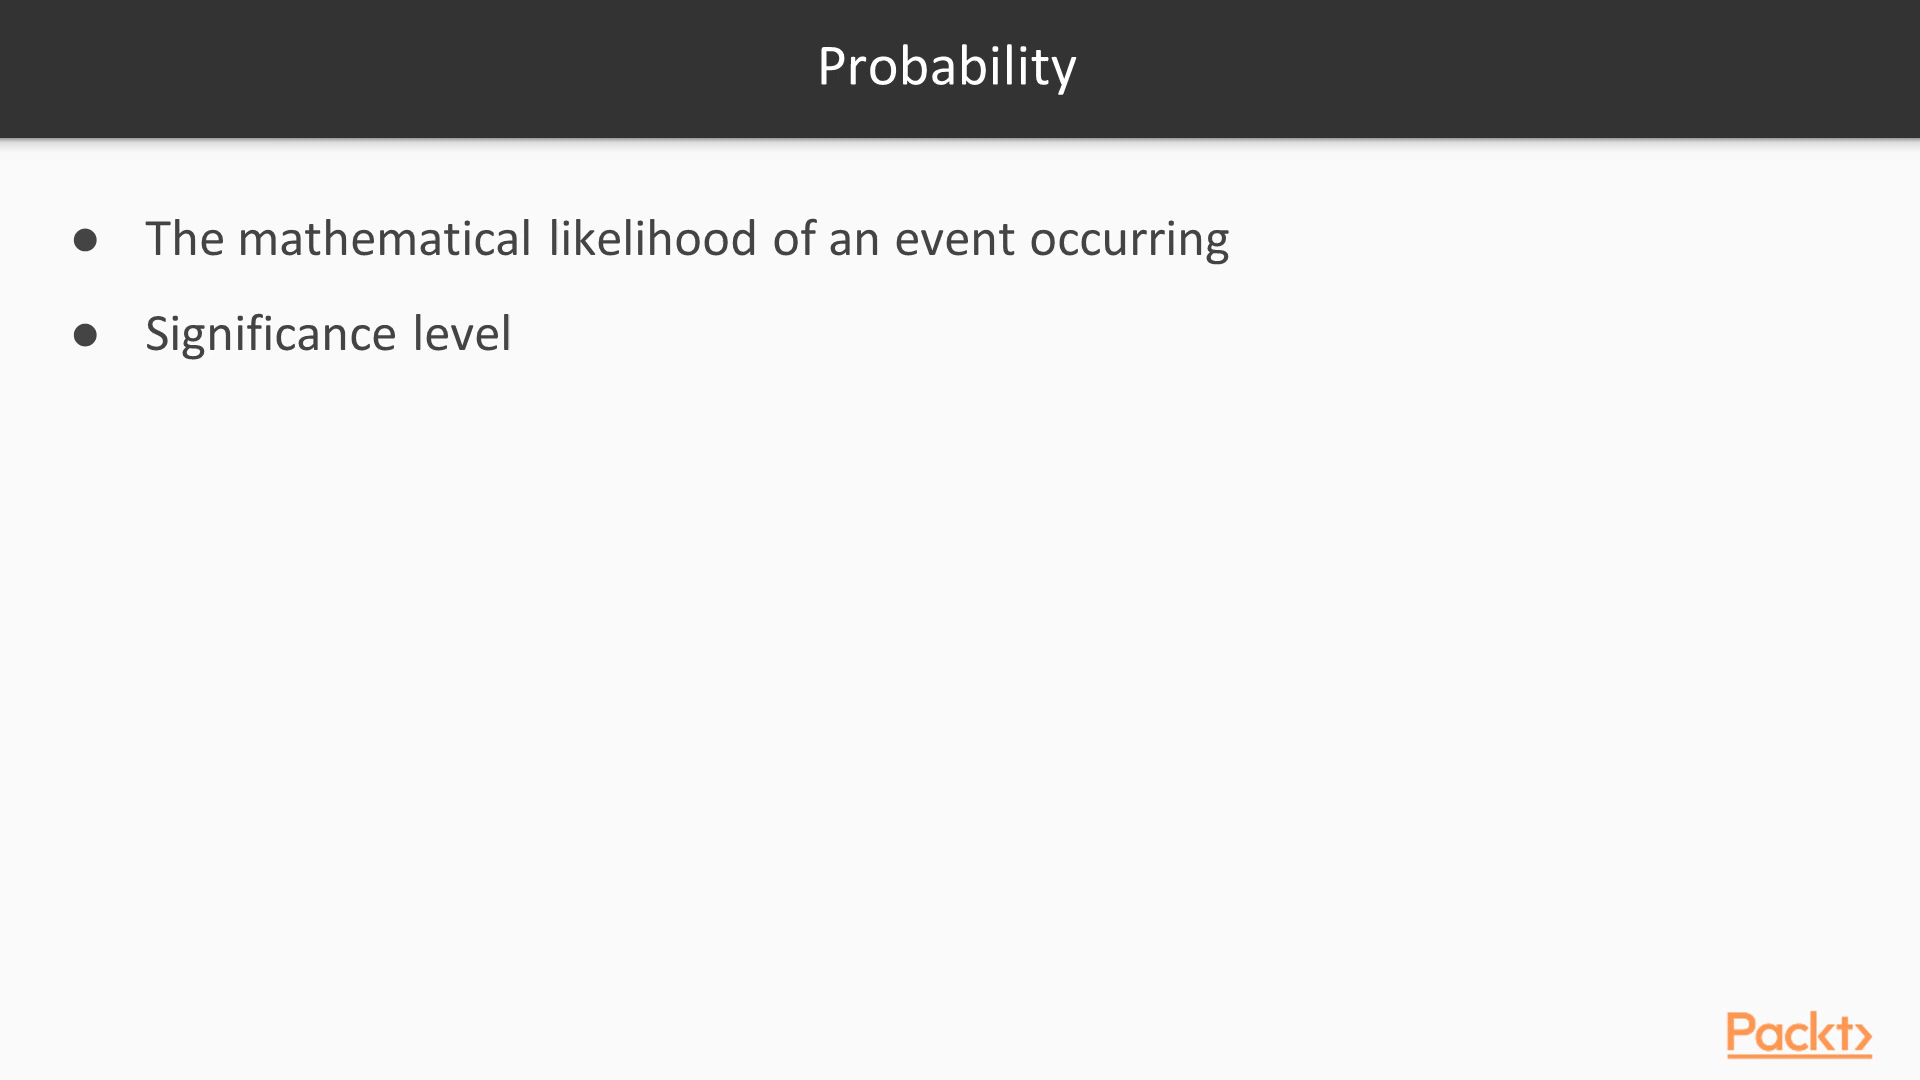 Probability
● The mathematical likelihood of an event occurring
● Significance level
Packt>